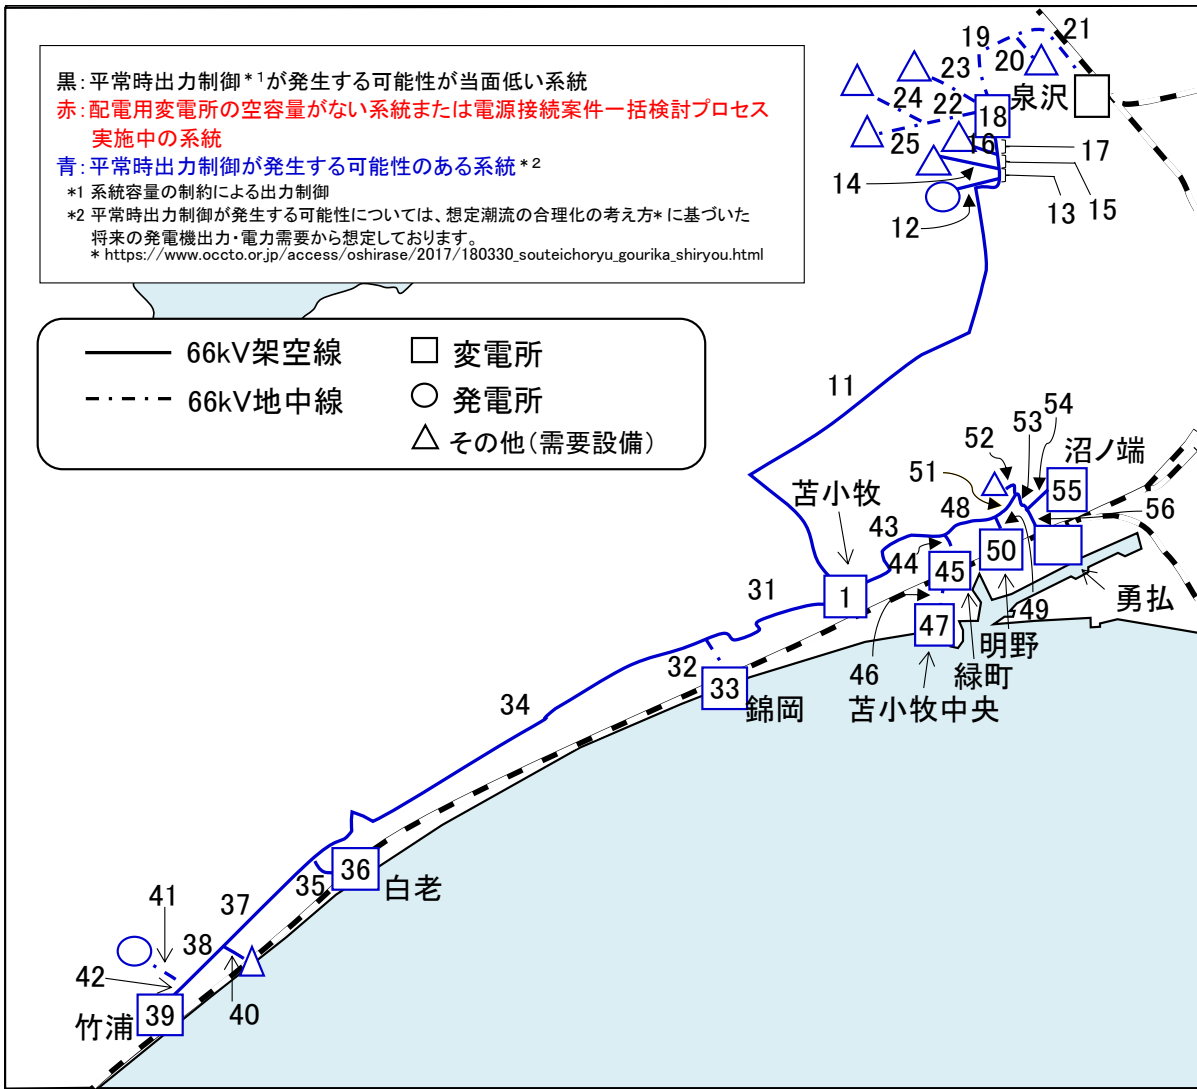 黒：平常時出力制御*1が発生する可能性が当面低い系統
赤：配電用変電所の空容量がない系統または電源接続案件一括検討プロセス
実施中の系統
青：平常時出力制御が発生する可能性のある系統*2
*1 系統容量の制約による出力制御
*2 平常時出力制御が発生する可能性については、想定潮流の合理化の考え方* に基づいた
将来の発電機出力・電力需要から想定しております。
* https://www.occto.or.jp/access/oshirase/2017/180330_souteichoryu_gourika_shiryou.html
66kV架空線
変電所
66kV地中線
発電所
その他（需要設備）
19
21
20
23
泉沢
24
22
18
25
16
17
14
15
12
13
11
54
53
52
沼ノ端
51
55
苫小牧
48
56
43
44
50
45
31
1
49
勇払
47
明野
46
緑町
32
33
苫小牧中央
錦岡
34
36
35
白老
41
37
38
42
40
39
竹浦